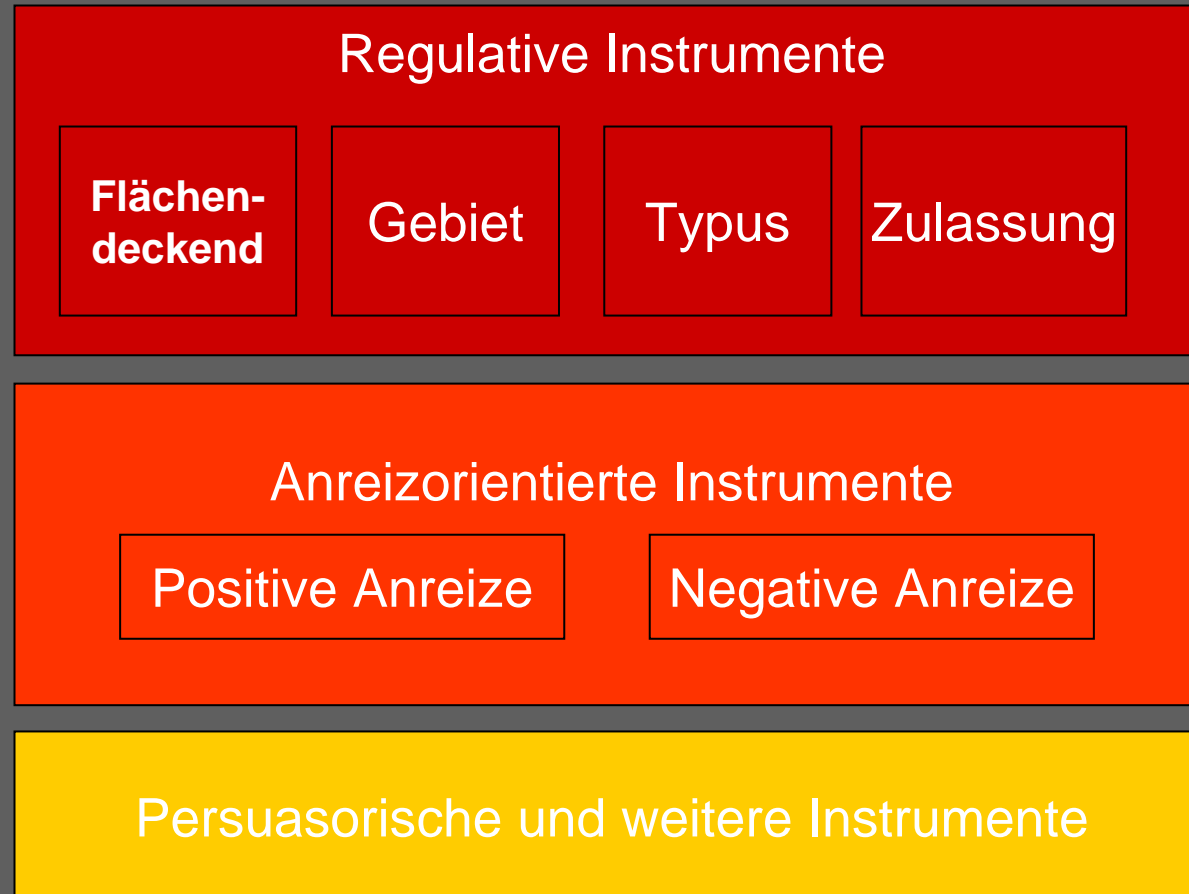 Regulative Instrumente
Flächen-
deckend
Gebiet
Typus
Zulassung
Anreizorientierte Instrumente
Positive Anreize
Negative Anreize
Persuasorische und weitere Instrumente